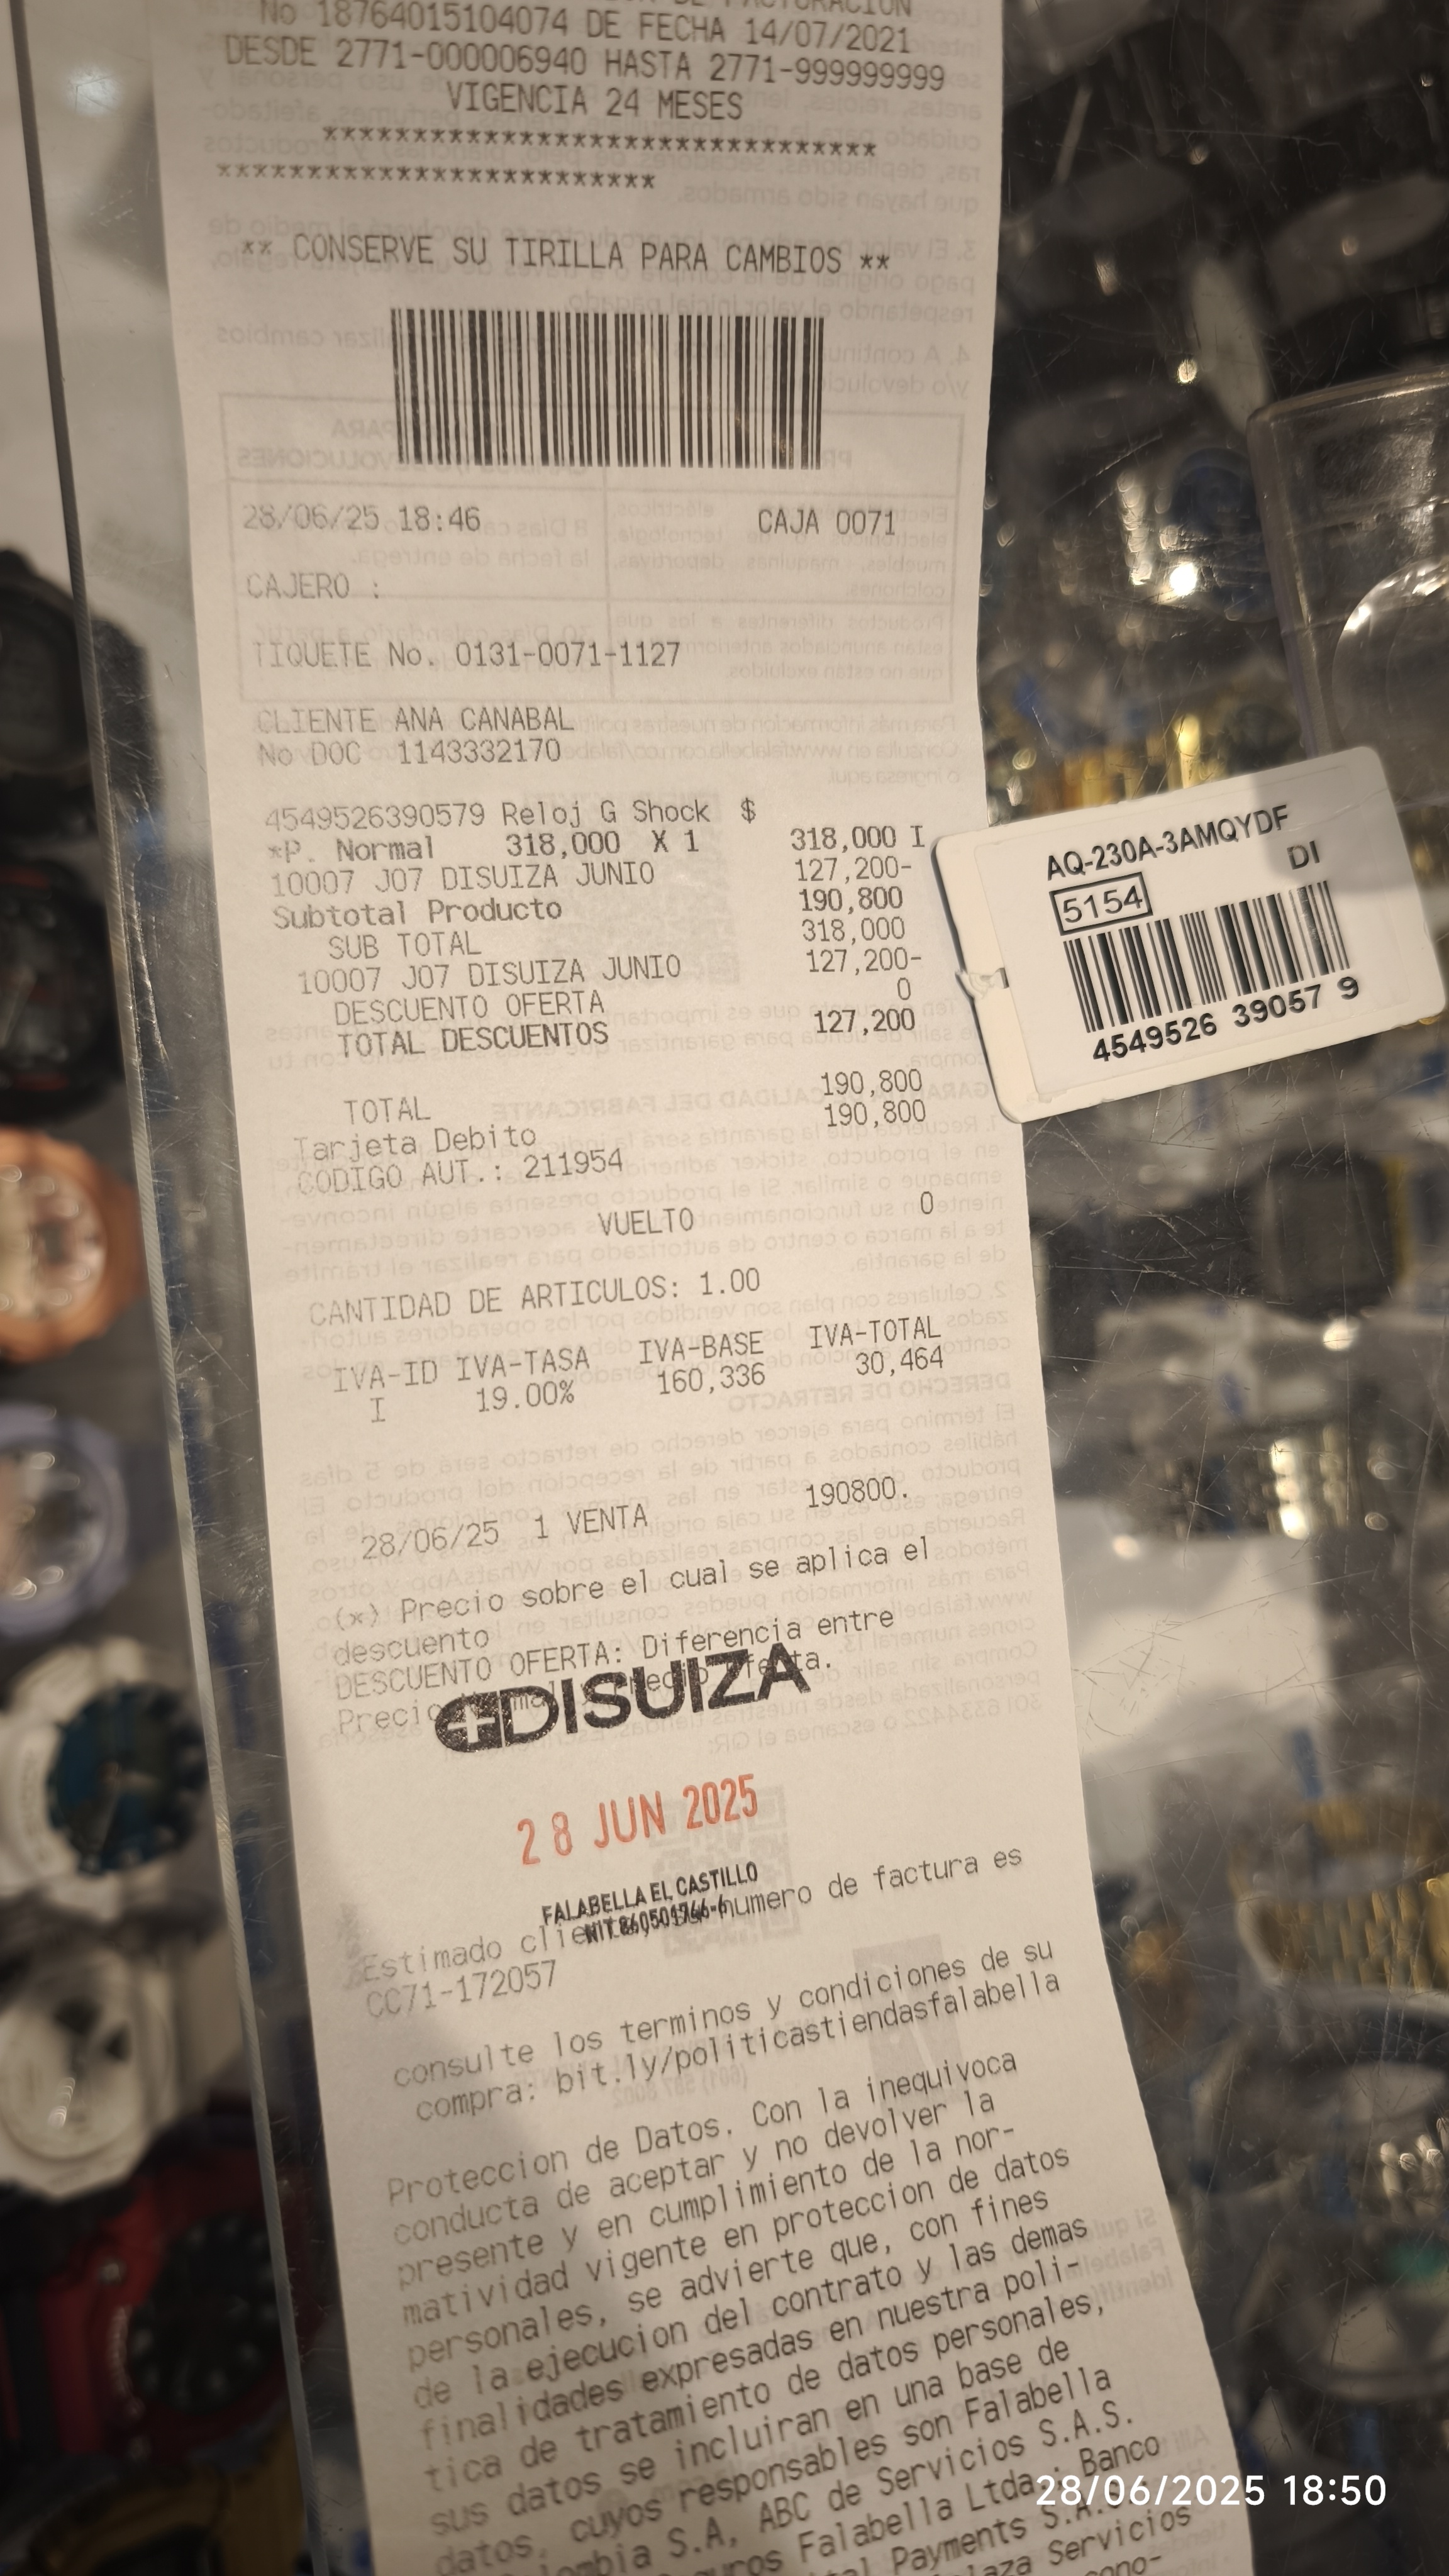 No 18764015104074 DE FECHA 14/07/2021
DESDE 2771-000006940 HASTA 2771-999999999
VIGENCIA 24 MESES
*******************************
*************************
** CONSERVE SU TIRILLA PARA CAMBIOS **
28/06/25 18:46 CAJA 0071
CAJERO :
TIQUETE No. 0131-0071-1127
CLIENTE ANA CANABAL
No DOC 1143332170
4549526390579 Reloj G Shock $
*P. Normal 318,000 X 1 318,000 I
10007 J07 DISUIZA JUNIO 127,200-
Subtotal Producto 190,800
SUB TOTAL 318,000
10007 J07 DISUIZA JUNIO 127,200-
DESCUENTO OFERTA 0
TOTAL DESCUENTOS 127,200
TOTAL 190,800
Tarjeta Debito 190,800
CODIGO AUT.: 211954
VUELTO 0
CANTIDAD DE ARTICULOS: 1.00
IVA-ID IVA-TASA IVA-BASE IVA-TOTAL
I 19.00% 160,336 30,464
28/06/25 1 VENTA 190800.
(*) Precio sobre el cual se aplica el
descuento
DESCUENTO OFERTA: Diferencia entre
Precio
DISUIZA
28 JUN 2025
FALABELLA EL CASTILLO
NIT 860501766-6
Estimado numero de factura es
CC71-172057
consulte los terminos y condiciones de su
compra: bit.ly/politicastiendasfalabella
Proteccion de Datos. Con la inequivoca
conducta de aceptar y no devolver la
presente y en cumplimiento de la nor-
matividad vigente en proteccion de datos
personales, se advierte que, con fines
de la ejecucion del contrato y las demas
finalidades expresadas en nuestra poli-
tica de tratamiento de datos personales,
sus datos se incluiran en una base de
datos, cuyos responsables son Falabella
S.A, ABC de Servicios S.A.S.
Falabella Ltda.; Banco
Payments
Servicios
AQ-230A-3AMQYDF
DI
5154
4549526 39057 9
28/06/2025 18:50